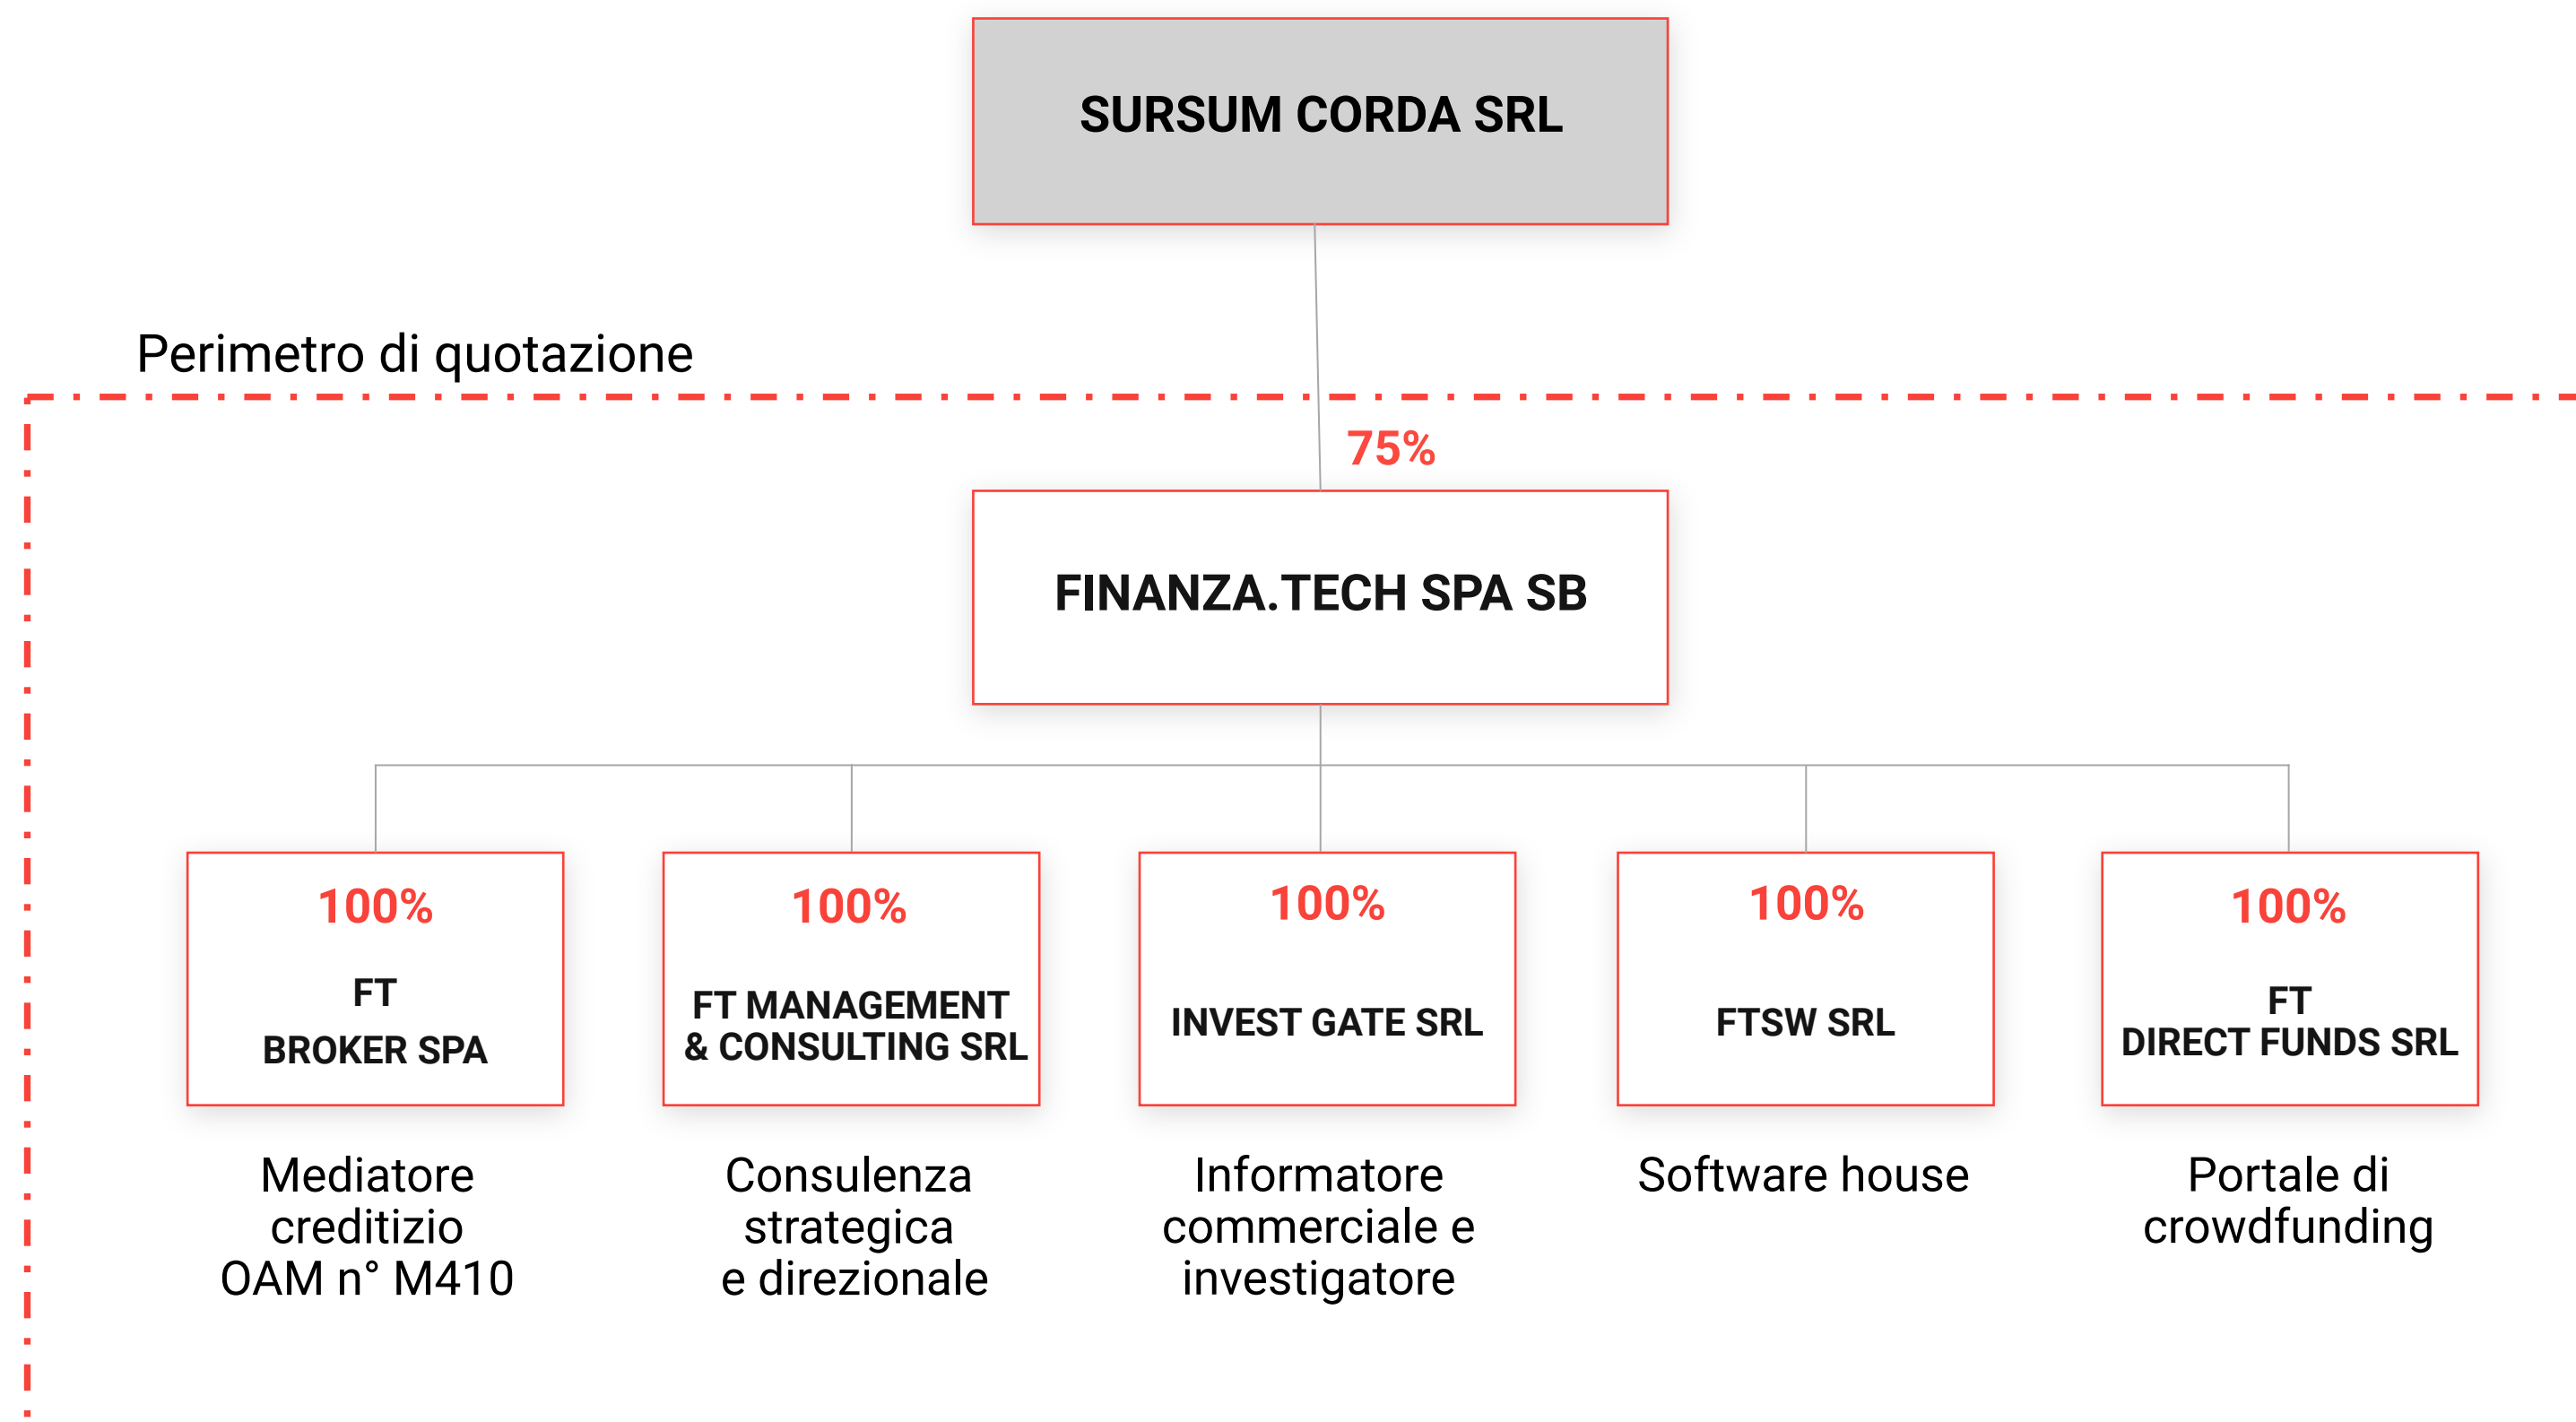 SURSUM CORDA SRL
Perimetro di quotazione
75%
FINANZA.TECH SPA SB
100%
FT
BROKER SPA
Mediatore
creditizio
OAM n° M410
100%
FT MANAGEMENT
& CONSULTING SRL
Consulenza
strategica
e direzionale
100%
INVEST GATE SRL
Informatore
commerciale e
investigatore
100%
FTSW SRL
Software house
100%
FT
DIRECT FUNDS SRL
Portale di
crowdfunding